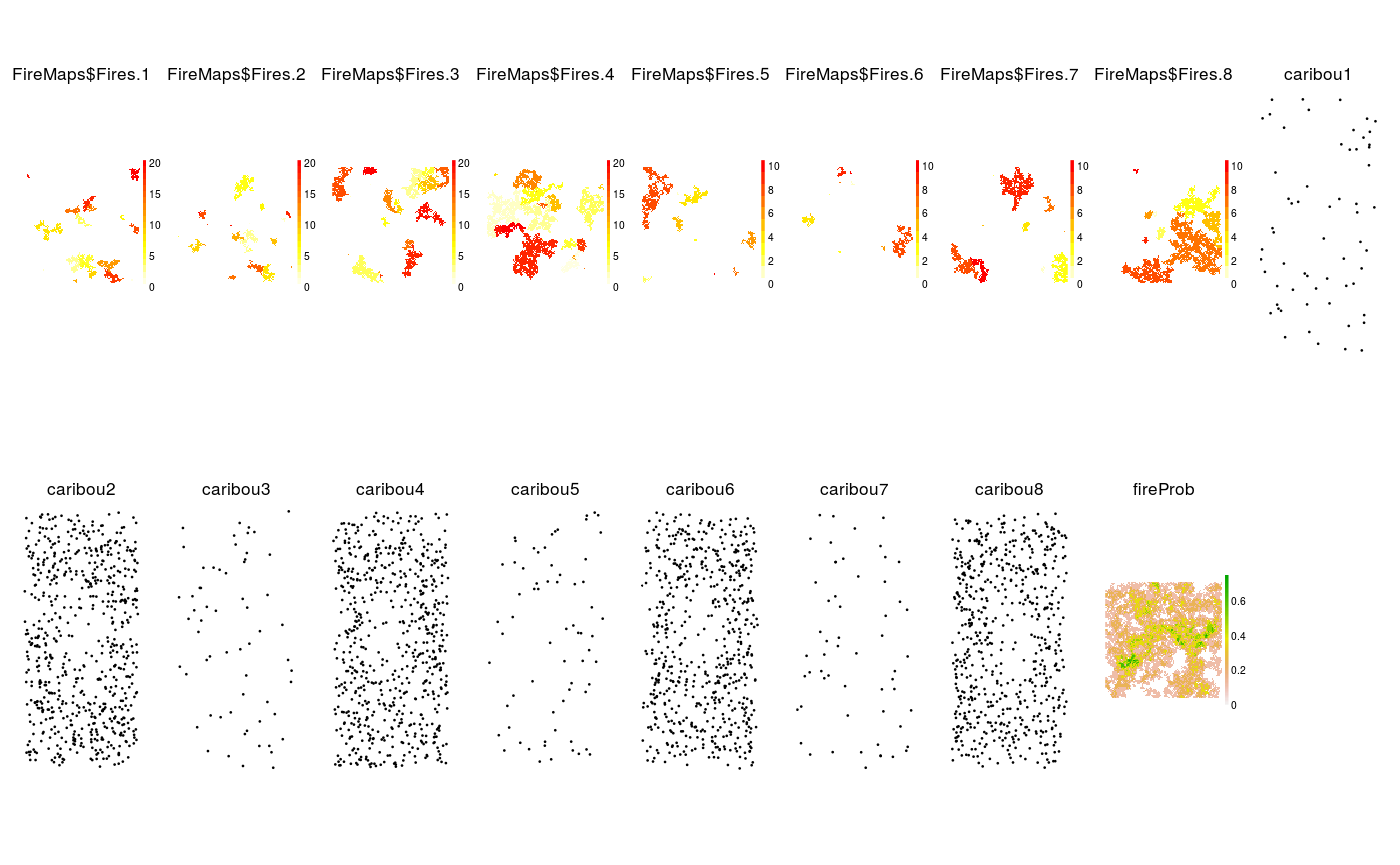 FireMaps$Fires.1 FireMaps$Fires.2 FireMaps$Fires.3 FireMaps$Fires.4 FireMaps$Fires.5 FireMaps$Fires.6 FireMaps$Fires.7 FireMaps$Fires.8 caribou1
20 20 20 20 10 10 10 10
15 15 15 15 8 8 8 8
10 10 10 10 6 6 6 6
5 5 5 5 4 4 4 4
2 2 2 2
0 0 0 0 0 0 0 0
caribou2 caribou3 caribou4 caribou5 caribou6 caribou7 caribou8 fireProb
0.6
0.4
0.2
0